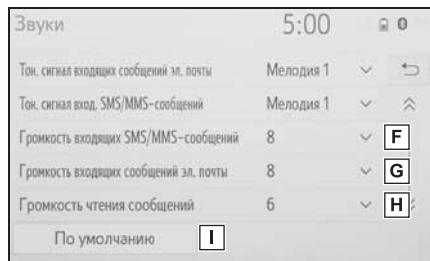 Звуки 5:00
Тон. сигнал входящих сообщений эл. почты Мелодия 1
Тон. сигнал вход. SMS/MMS-сообщений Мелодия 1
Громкость входящих SMS/MMS-сообщений 8 F
Громкость входящих сообщений эл. почты 8 G
Громкость чтения сообщений 6 H
По умолчанию I